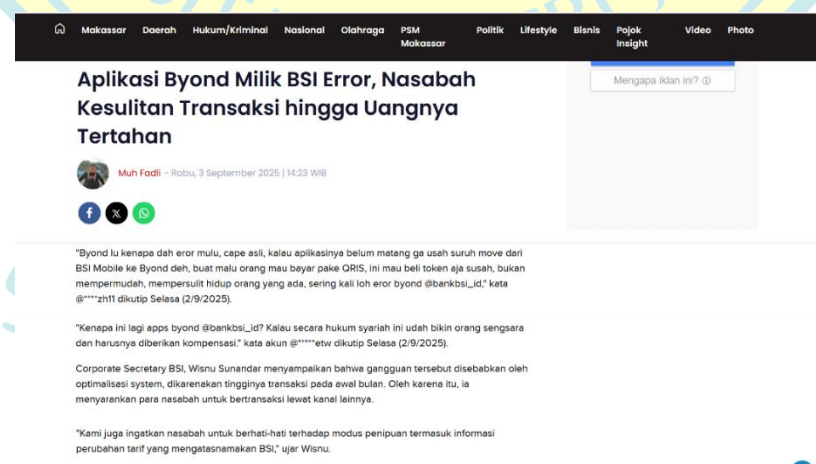 Makassar Daerah Hukum/Kriminal Nasional Olahraga PSM Makassar Politik Lifestyle Bisnis Pojok Insight Video Photo
Aplikasi Byond Milik BSI Error, Nasabah
Kesulitan Transaksi hingga Uangnya
Tertahan
Mengapa iklan ini?
Muh Fadli - Rabu, 3 September 2025 | 14:23 WIB
"Byond lu kenapa dah eror mulu, cape asli, kalau aplikasinya belum matang ga usah suruh move dari
BSI Mobile ke Byond deh, buat malu orang mau bayar pake QRIS, ini mau beli token aja susah, bukan
mempermudah, mempersulit hidup orang yang ada, sering kali loh eror byond @bankbsi_id," kata
@****zh11 dikutip Selasa (2/9/2025).
"Kenapa ini lagi apps byond @bankbsi_id? Kalau secara hukum syariah ini udah bikin orang sengsara
dan harusnya diberikan kompensasi." kata akun @*****etw dikutip Selasa (2/9/2025).
Corporate Secretary BSI, Wisnu Sunandar menyampaikan bahwa gangguan tersebut disebabkan oleh
optimalisasi system, dikarenakan tingginya transaksi pada awal bulan. Oleh karena itu, ia
menyarankan para nasabah untuk bertransaksi lewat kanal lainnya.
"Kami juga ingatkan nasabah untuk berhati-hati terhadap modus penipuan termasuk informasi
perubahan tarif yang mengatasnamakan BSI," ujar Wisnu.